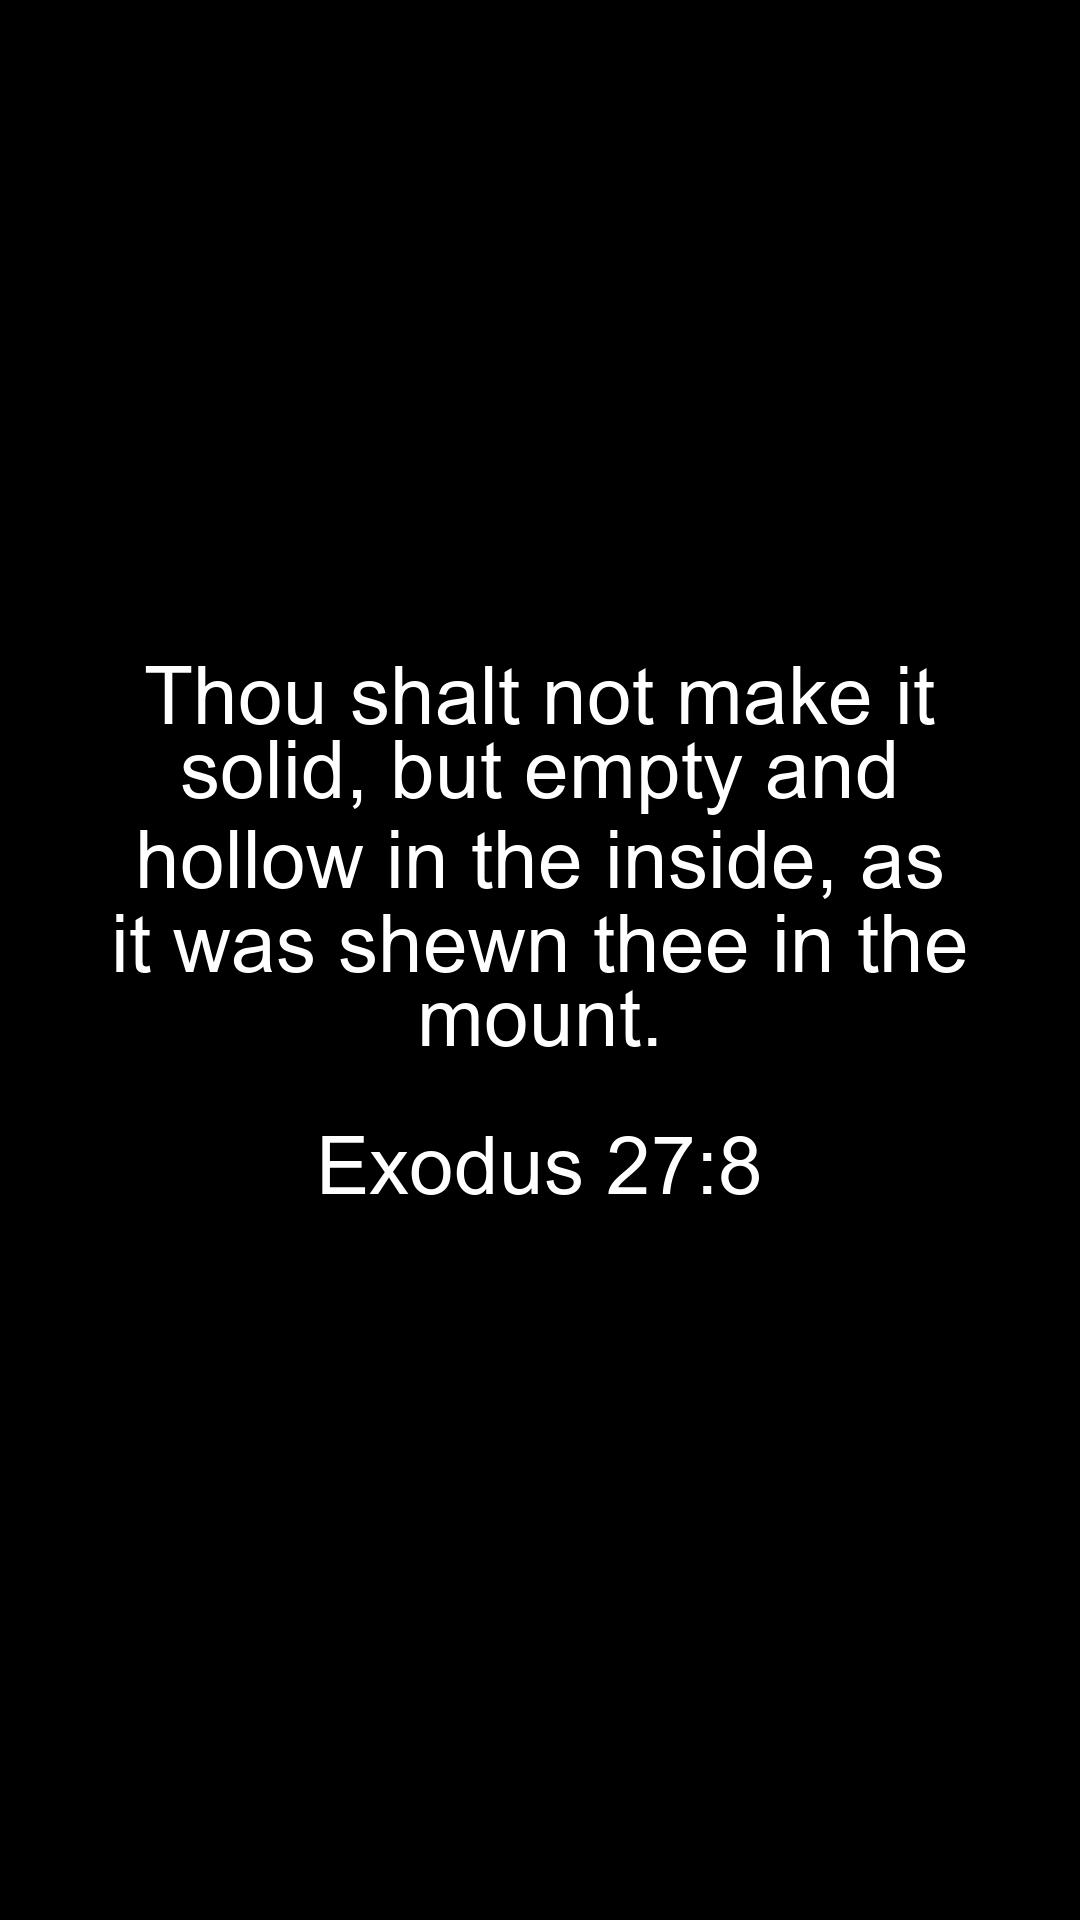 Thou shalt not make it
solid, but empty and
hollow in the inside, as
it was shewn thee in the
mount.
Exodus 27:8